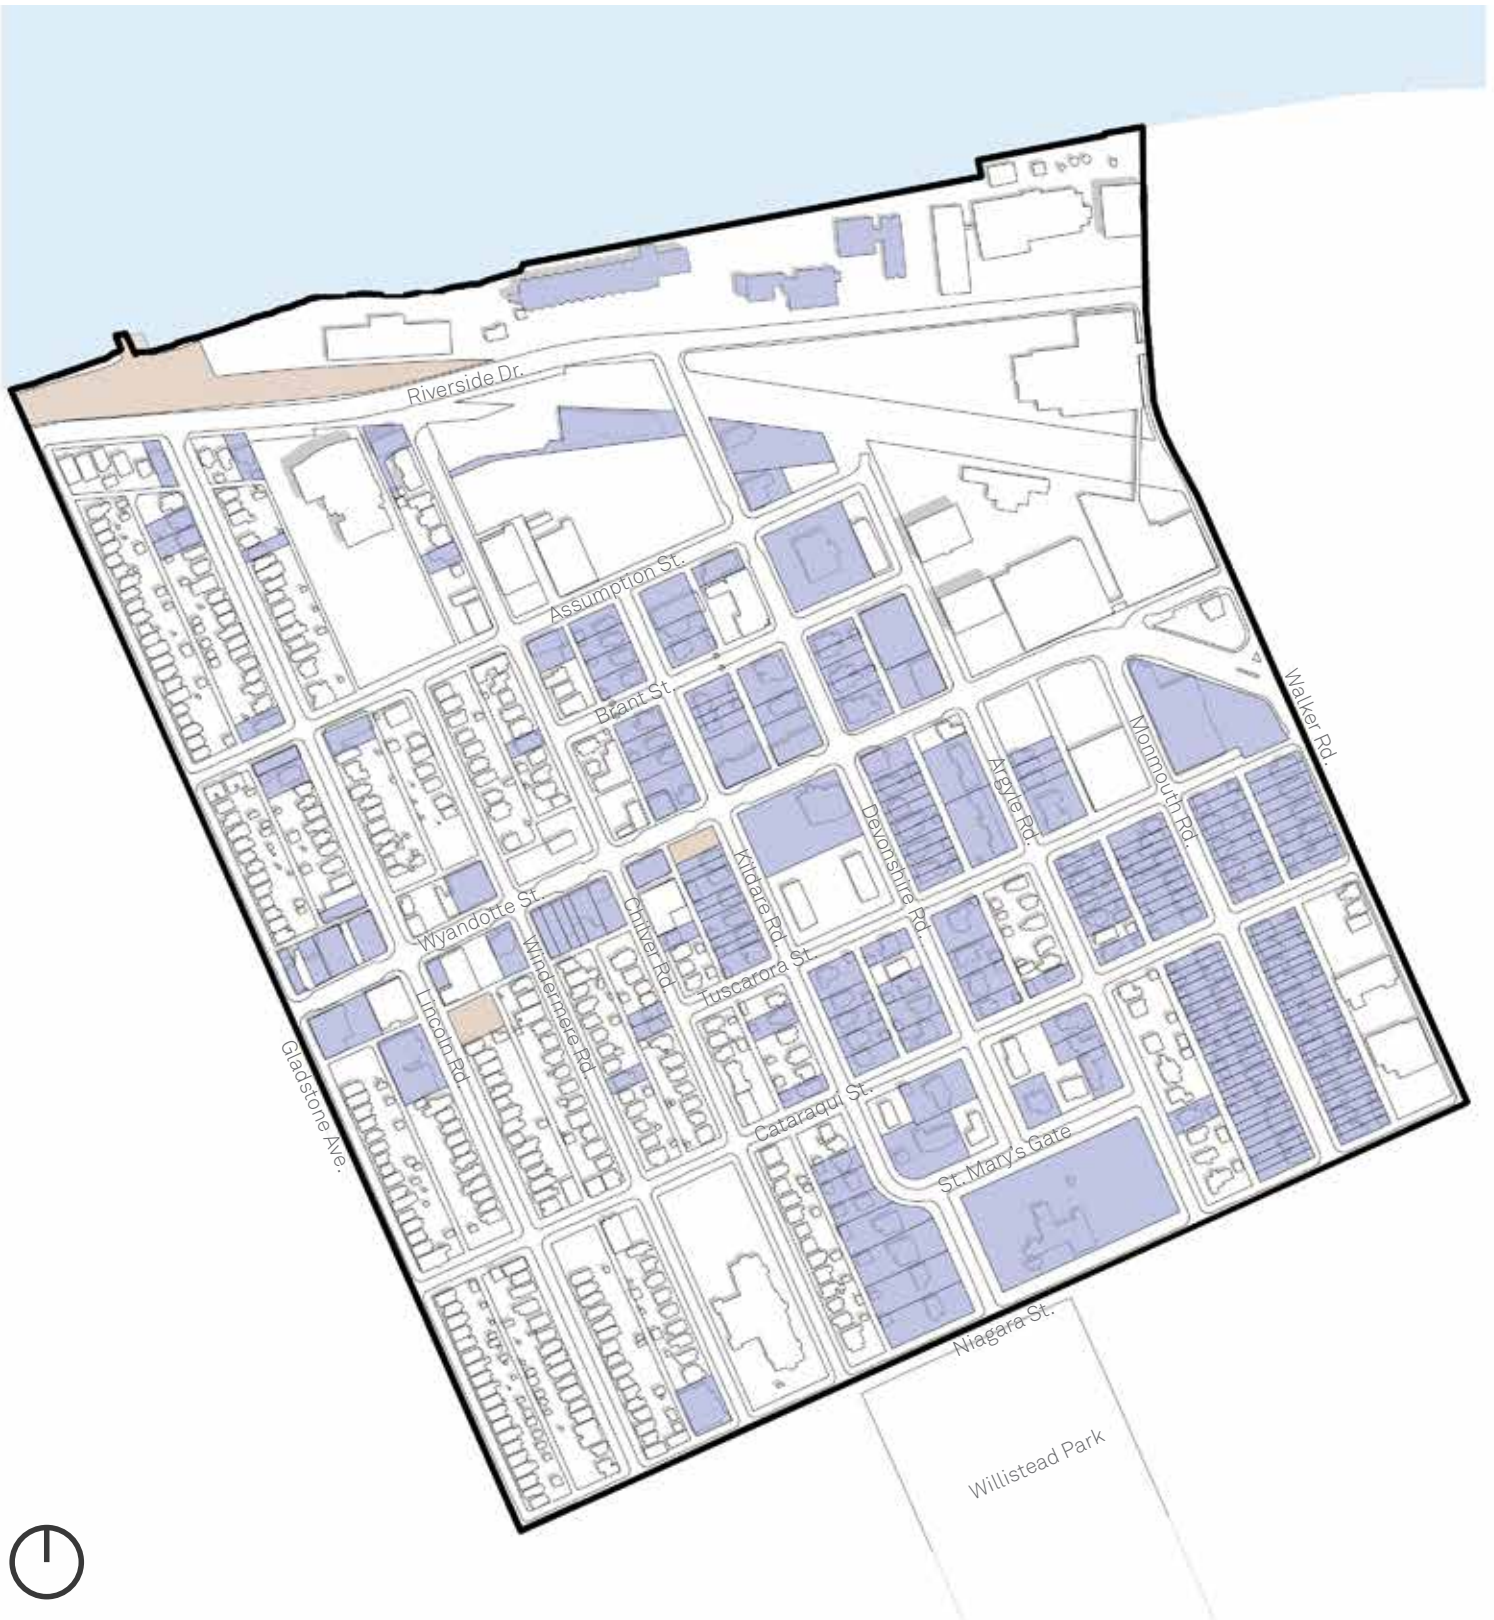 Riverside Dr.
Assumption St.
Brant St.
Walker Rd.
Monmouth Rd.
Argyle Rd.
Devonshire Rd.
Kildare Rd.
Chilver Rd
Wyandotte St.
Windermere Rd
Tuscarora St.
Lincoln Rd
Gladstone Ave.
Cataraqui St.
St. Mary's Gate
Niagara St.
Willistead Park